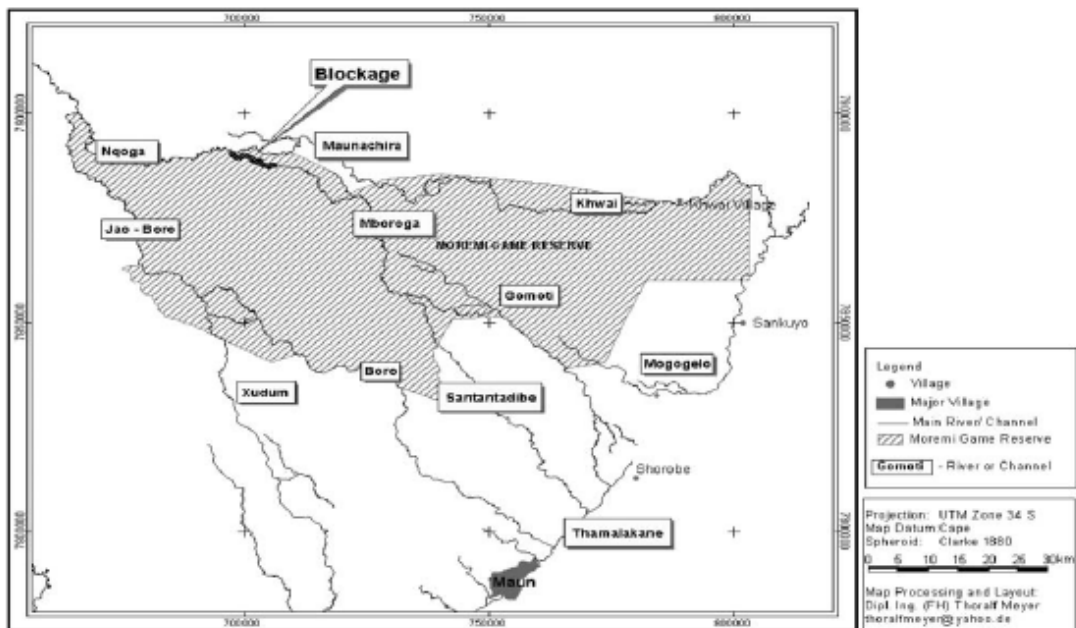 700000 750000 800000
Blockage
7900000 7900000
Maunachira
Nqoga
Khwai
Khwai Village
Mboroga
Jao - Boro
MOREMI GAME RESERVE
Gomoti
7850000 7850000
Sankuyo
Mogogelo
Boro
Xudum
Santantadibe
Shorobe
7800000 7800000
Thamalakane
Maun
700000 750000 800000
Legend
Village
Major Village
Main River/ Channel
Moremi Game Reserve
Gomoti - River or Channel
Projection: UTM Zone 34 S
Map Datum: Cape
Spheroid: Clarke 1880
0 5 10 15 20 25 30km
Map Processing and Layout:
Dipl. Ing. (FH) Thoralf Meyer
thoralfmeyer@yahoo.de